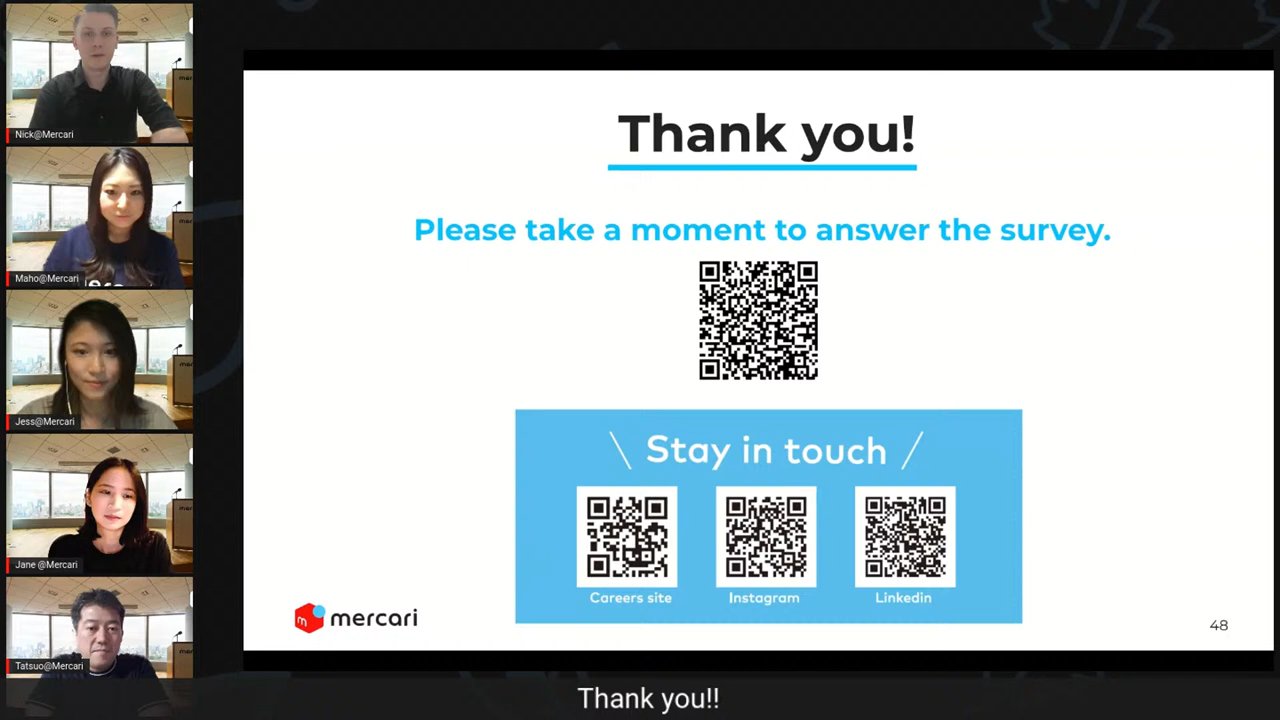 Nick@Mercari
Maho@Mercari
Jess@Mercari
Jane @Mercari
Tatsuo@Mercari
Thank you!
Please take a moment to answer the survey.
\ Stay in touch /
Careers site
Instagram
Linkedin
m mercari
48
Thank you!!